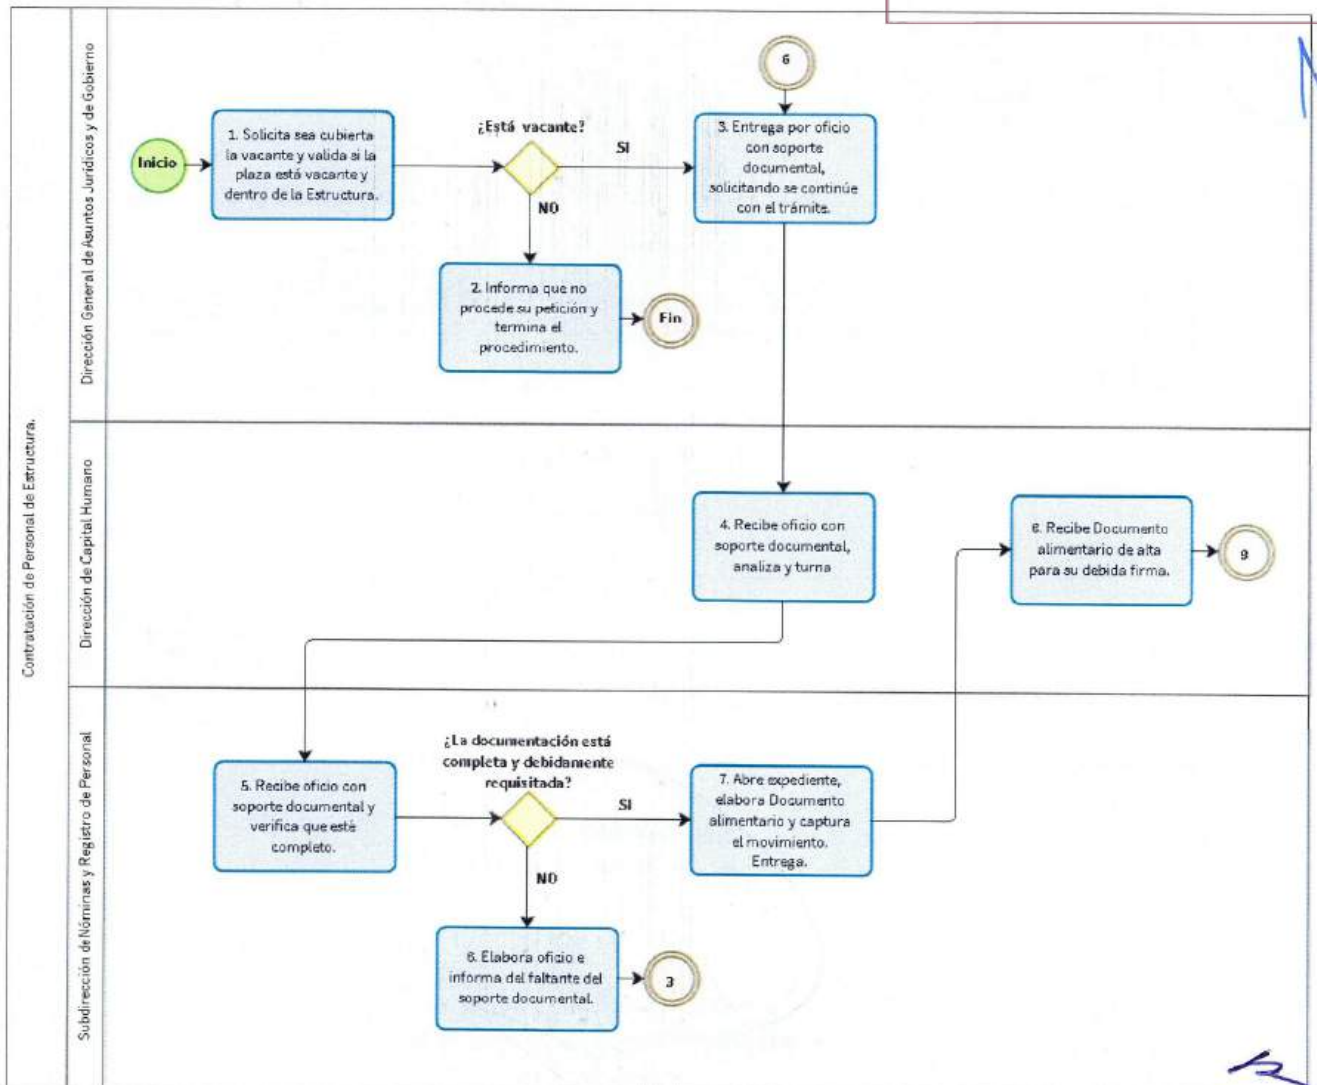 Contratación de Personal de Estructura.
Dirección General de Asuntos Jurídicos y de Gobierno
Inicio
1. Solicita sea cubierta
la vacante y valida si la
plaza está vacante y
dentro de la Estructura.
¿Está vacante?
SI
NO
6
3. Entrega por oficio
con soporte
documental,
solicitando se continúe
con el trámite.
2. Informa que no
procede su petición y
termina el
procedimiento.
Fin
Dirección de Capital Humano
4. Recibe oficio con
soporte documental,
analiza y turna
8. Recibe Documento
alimentario de alta
para su debida firma.
9
Subdirección de Nóminas y Registro de Personal
5. Recibe oficio con
soporte documental y
verifica que esté
completo.
¿La documentación está
completa y debidamente
requisitada?
SI
NO
7. Abre expediente,
elabora Documento
alimentario y captura
el movimiento.
Entrega.
6. Elabora oficio e
informa del faltante del
soporte documental.
3